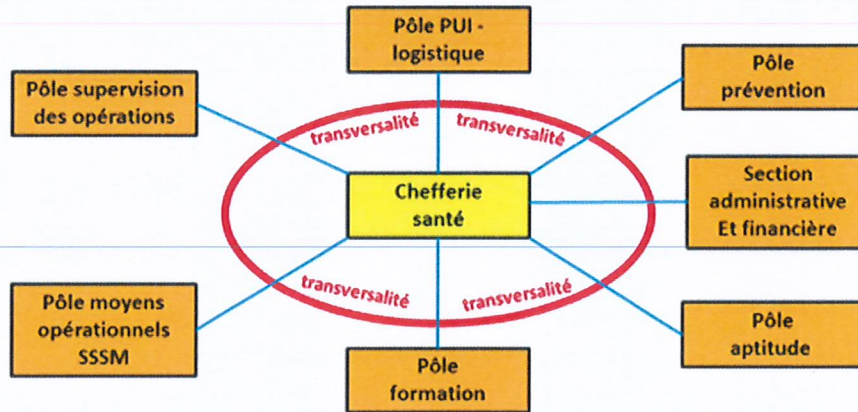 Pôle PUI -
logistique
Pôle supervision
des opérations
Pôle
prévention
transversalité
transversalité
Chefferie
santé
Section
administrative
Et financière
transversalité
transversalité
Pôle moyens
opérationnels
SSSM
Pôle
formation
Pôle
aptitude